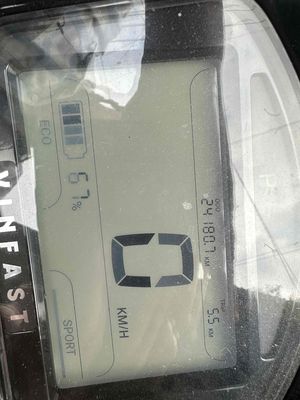 ODO 24180.7 KM
TRIP 5.5 KM
0 KM/H
67%
ECO SPORT
VINFAST